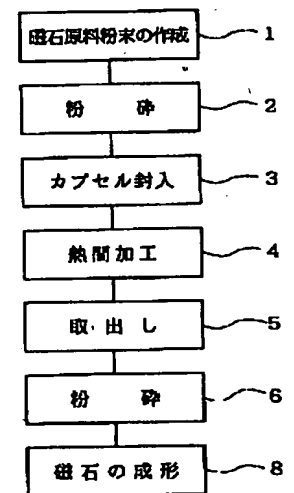 磁石原料粉末の作成 1
粉 砕 2
カプセル封入 3
熱間加工 4
取出し 5
粉 砕 6
磁石の成形 8